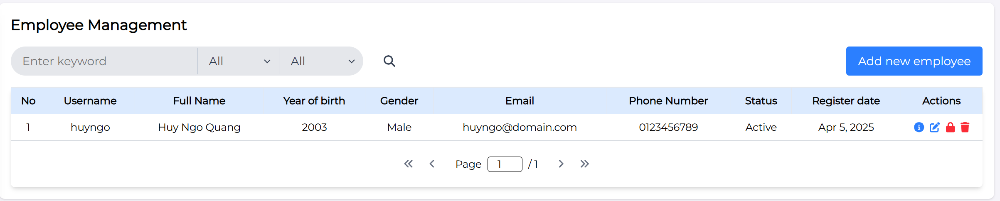 Employee Management
Enter keyword All All Add new employee
No Username Full Name Year of birth Gender Email Phone Number Status Register date Actions
1 huyngo Huy Ngo Quang 2003 Male huyngo@domain.com 0123456789 Active Apr 5, 2025
Page 1 / 1